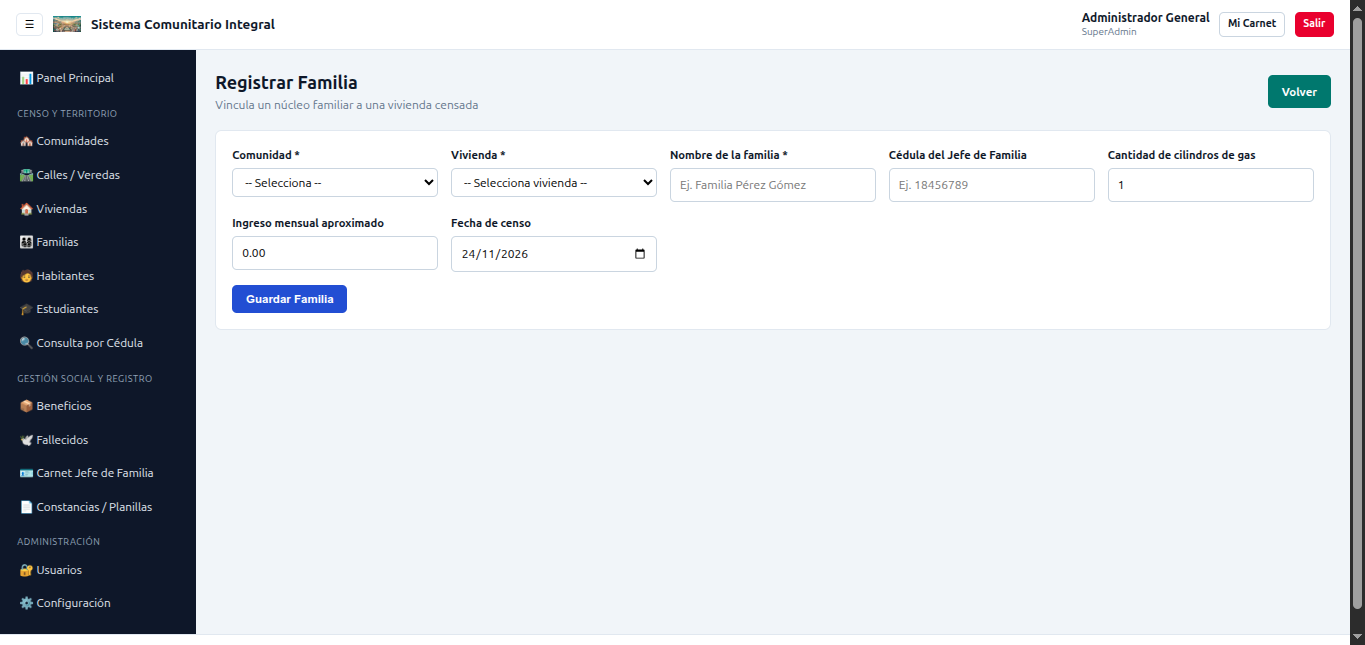 ☰ Sistema Comunitario Integral
Administrador General
SuperAdmin
Mi Carnet
Salir
Panel Principal
CENSO Y TERRITORIO
Comunidades
Calles / Veredas
Viviendas
Familias
Habitantes
Estudiantes
Consulta por Cédula
GESTIÓN SOCIAL Y REGISTRO
Beneficios
Fallecidos
Carnet Jefe de Familia
Constancias / Planillas
ADMINISTRACIÓN
Usuarios
Configuración
Registrar Familia
Vincula un núcleo familiar a una vivienda censada
Volver
Comunidad *
-- Selecciona --
Vivienda *
-- Selecciona vivienda --
Nombre de la familia *
Ej. Familia Pérez Gómez
Cédula del Jefe de Familia
Ej. 18456789
Cantidad de cilindros de gas
1
Ingreso mensual aproximado
0.00
Fecha de censo
24/11/2026
Guardar Familia